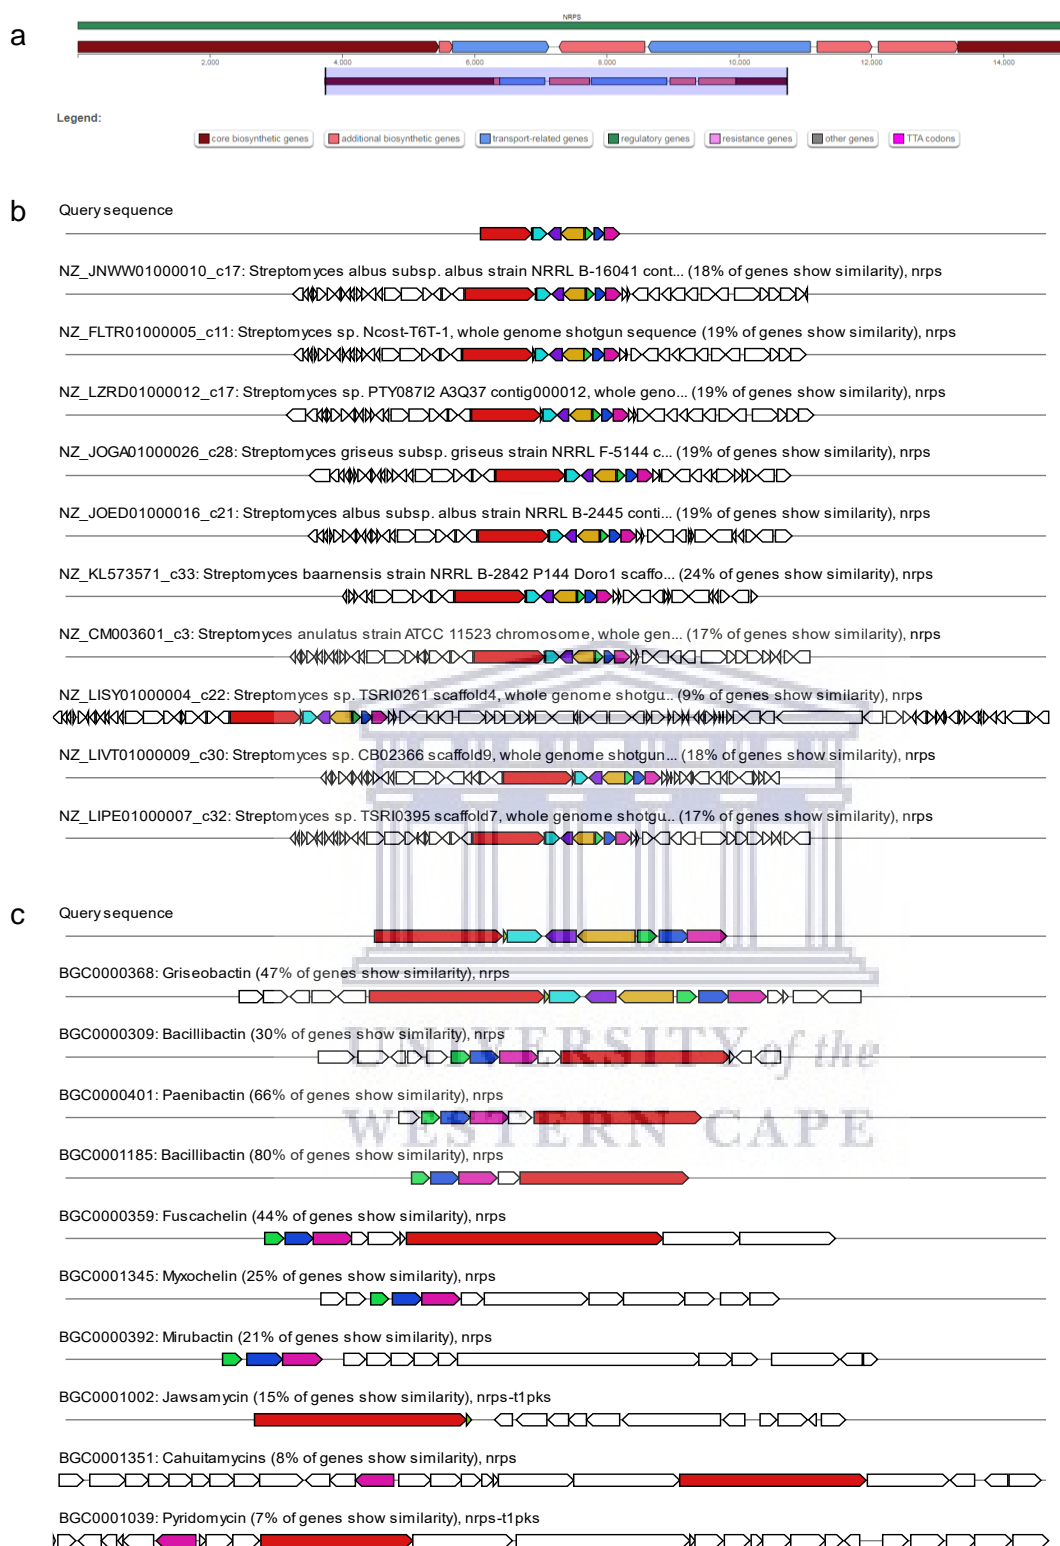 a
NRPS
2,000 4,000 6,000 8,000 10,000 12,000 14,000
Legend:
core biosynthetic genes additional biosynthetic genes transport-related genes regulatory genes resistance genes other genes TTA codons
b
Query sequence
NZ_JNWW01000010_c17: Streptomyces albus subsp. albus strain NRRL B-16041 cont... (18% of genes show similarity), nrps
NZ_FLTR01000005_c11: Streptomyces sp. Ncost-T6T-1, whole genome shotgun sequence (19% of genes show similarity), nrps
NZ_LZRD01000012_c17: Streptomyces sp. PTY087I2 A3Q37 contig000012, whole geno... (19% of genes show similarity), nrps
NZ_JOGA01000026_c28: Streptomyces griseus subsp. griseus strain NRRL F-5144 c... (19% of genes show similarity), nrps
NZ_JOED01000016_c21: Streptomyces albus subsp. albus strain NRRL B-2445 conti... (19% of genes show similarity), nrps
NZ_KL573571_c33: Streptomyces baarnensis strain NRRL B-2842 P144 Doro1 scaffo... (24% of genes show similarity), nrps
NZ_CM003601_c3: Streptomyces anulatus strain ATCC 11523 chromosome, whole gen... (17% of genes show similarity), nrps
NZ_LISY01000004_c22: Streptomyces sp. TSRI0261 scaffold4, whole genome shotgu... (9% of genes show similarity), nrps
NZ_LIVT01000009_c30: Streptomyces sp. CB02366 scaffold9, whole genome shotgun... (18% of genes show similarity), nrps
NZ_LIPE01000007_c32: Streptomyces sp. TSRI0395 scaffold7, whole genome shotgu... (17% of genes show similarity), nrps
c
Query sequence
BGC0000368: Griseobactin (47% of genes show similarity), nrps
BGC0000309: Bacillibactin (30% of genes show similarity), nrps
UNIVERSITY of the
BGC0000401: Paenibactin (66% of genes show similarity), nrps
WESTERN CAPE
BGC0001185: Bacillibactin (80% of genes show similarity), nrps
BGC0000359: Fuscachelin (44% of genes show similarity), nrps
BGC0001345: Myxochelin (25% of genes show similarity), nrps
BGC0000392: Mirubactin (21% of genes show similarity), nrps
BGC0001002: Jawsamycin (15% of genes show similarity), nrps-t1pks
BGC0001351: Cahuitamycins (8% of genes show similarity), nrps
BGC0001039: Pyridomycin (7% of genes show similarity), nrps-t1pks